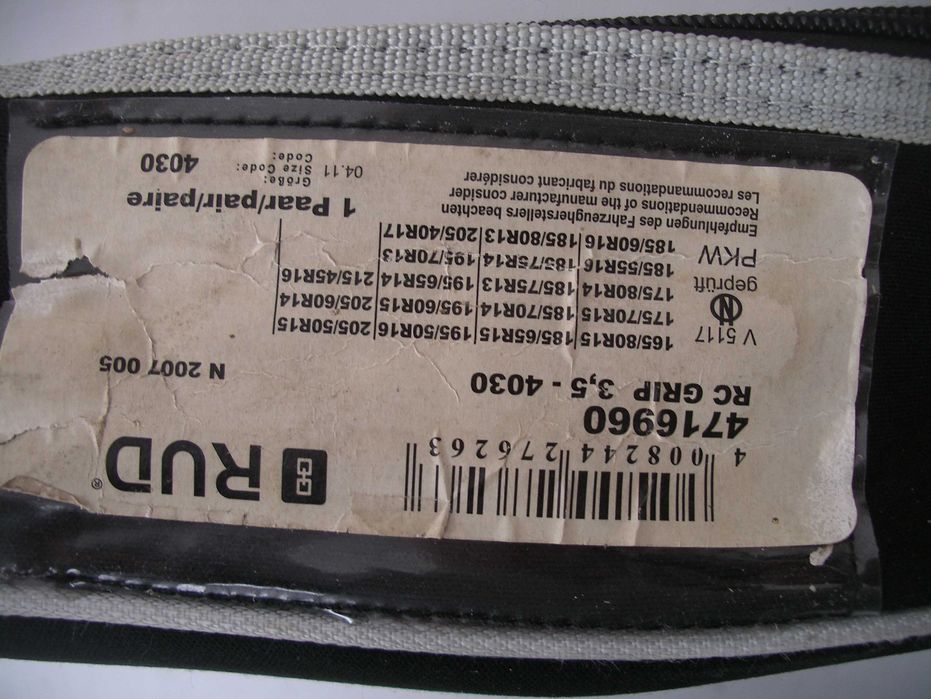 4 008244 276263
RUD®
4716960
RC GRIP 3,5 - 4030
N 2007 005
V 5117 165/80R15 185/65R15 195/50R16 205/50R15
175/70R15 185/70R14 195/60R15 205/60R14
geprüft 175/80R14 185/75R13 195/65R14 215/45R16
PKW 185/55R16 185/75R14 195/70R13
185/60R16 185/80R13 205/40R17
Empfehlungen des Fahrzeugherstellers beachten
Recommendations of the manufacturer consider
Les recommendations du fabricant considérer
1 Paar/pair/paire
04.11
Größe:
Size Code:
Code:
4030